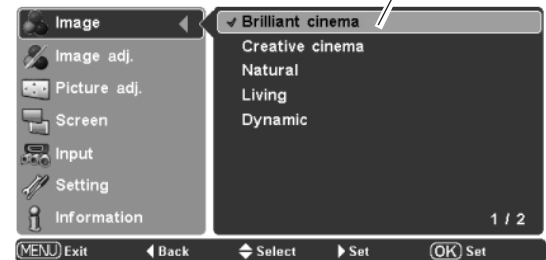 Image
Image adj.
Picture adj.
Screen
Input
Setting
Information
Brilliant cinema
Creative cinema
Natural
Living
Dynamic
1 / 2
MENU Exit Back Select Set OK Set